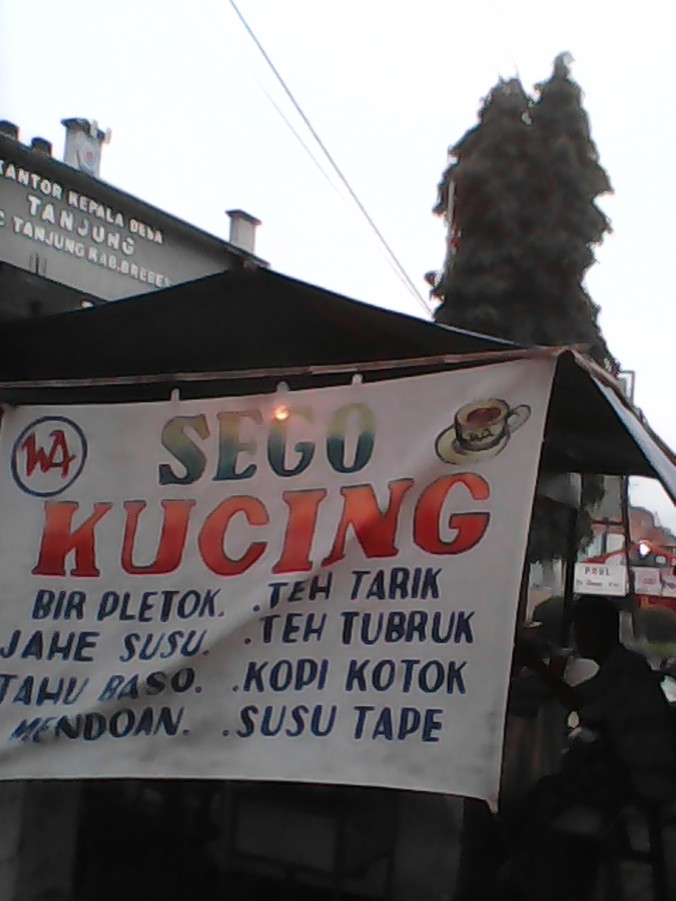 KANTOR KEPALA DESA
TANJUNG
TANJUNG KAB.BREBES
WA
SEGO
WA
KUCING
BIR PLETOK. .TEH TARIK
JAHE SUSU. .TEH TUBRUK
TAHU BASO. .KOPI KOTOK
MENDOAN. .SUSU TAPE